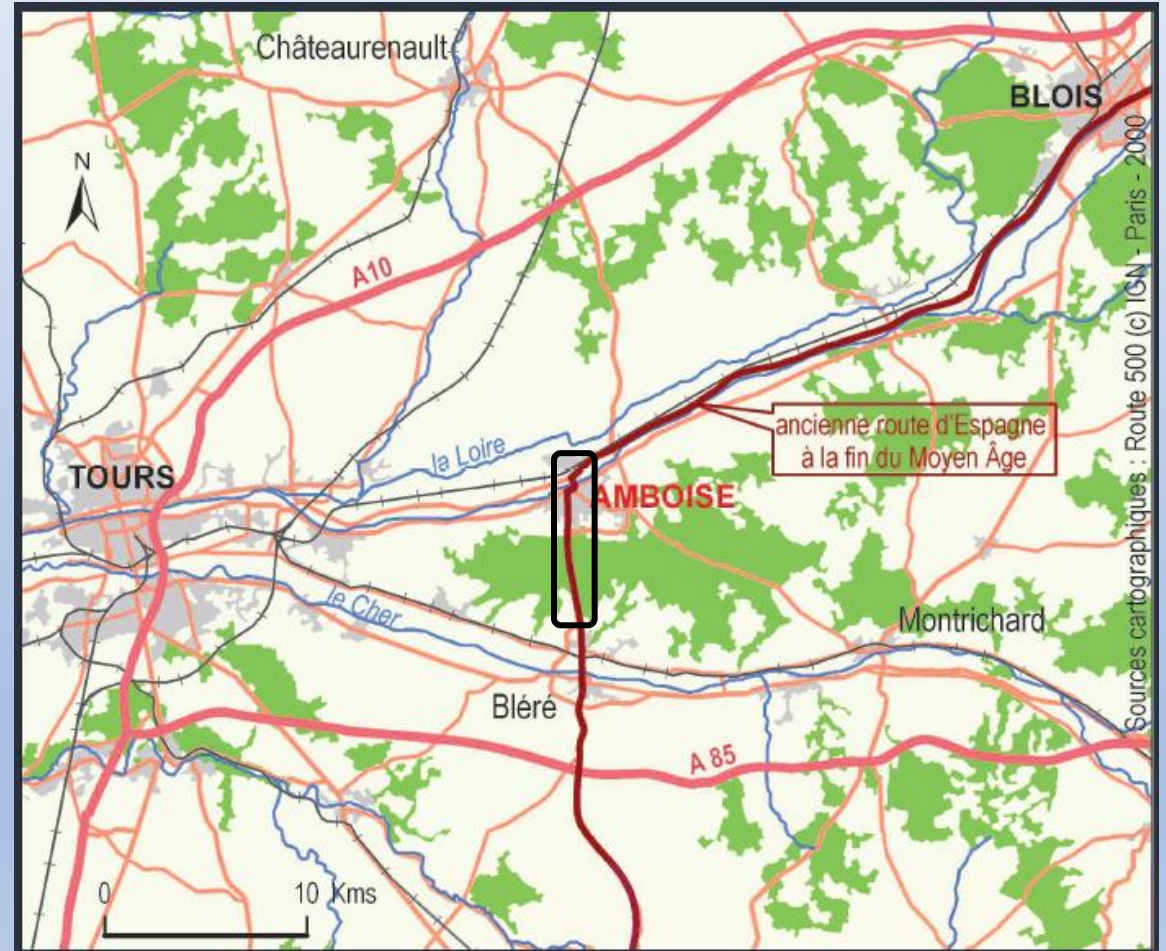 Châteaurenault
BLOIS
N
A10
la Loire
ancienne route d'Espagne
à la fin du Moyen Âge
TOURS
AMBOISE
le Cher
Montrichard
Bléré
A 85
0 10 Kms
Sources cartographiques : Route 500 (c) IGN - Paris - 2000